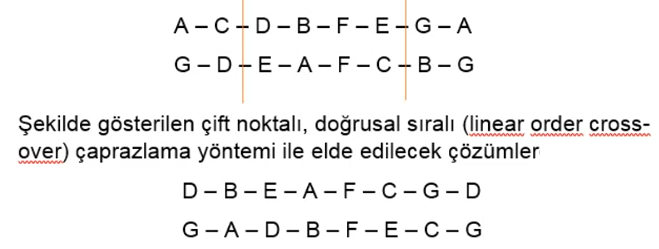 A – C – D – B – F – E – G – A
G – D – E – A – F – C – B – G
Şekilde gösterilen çift noktalı, doğrusal sıralı (linear order cross-
over) çaprazlama yöntemi ile elde edilecek çözümler
D – B – E – A – F – C – G – D
G – A – D – B – F – E – C – G